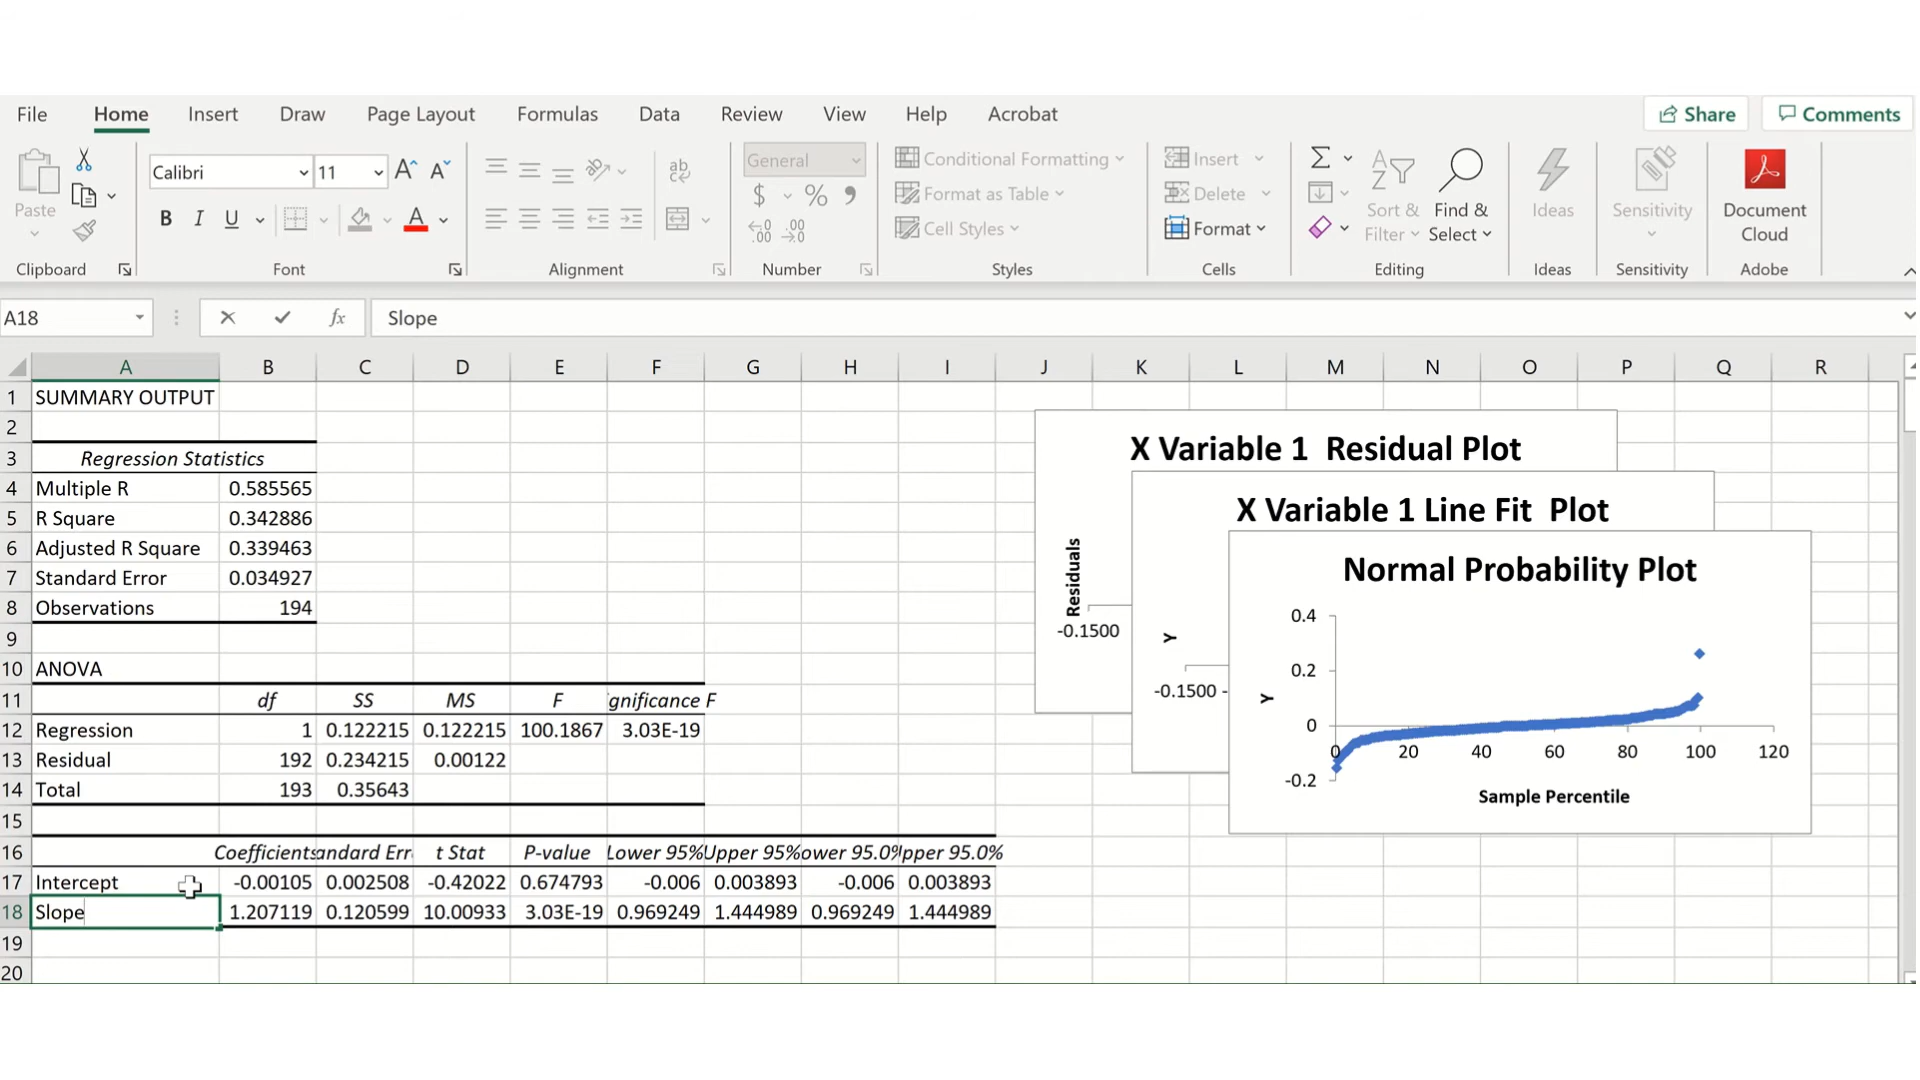 File Home Insert Draw Page Layout Formulas Data Review View Help Acrobat Share Comments
Paste Calibri 11 General Conditional Formatting Insert
B I U ab $ % Format as Table Delete Sort & Find & Ideas Sensitivity Document
Cell Styles Format Filter Select Cloud
Clipboard Font Alignment Number Styles Cells Editing Ideas Sensitivity Adobe
A18 fx Slope
A B C D E F G H I J K L M N O P Q R
1 SUMMARY OUTPUT
2
3 Regression Statistics
4 Multiple R 0.585565
5 R Square 0.342886
6 Adjusted R Square 0.339463
7 Standard Error 0.034927
8 Observations 194
9
10 ANOVA
11 df SS MS F gnificance F
12 Regression 1 0.122215 0.122215 100.1867 3.03E-19
13 Residual 192 0.234215 0.00122
14 Total 193 0.35643
15
16 Coefficients andard Err t Stat P-value Lower 95% Upper 95% ower 95.0% pper 95.0%
17 Intercept -0.00105 0.002508 -0.42022 0.674793 -0.006 0.003893 -0.006 0.003893
18 Slope 1.207119 0.120599 10.00933 3.03E-19 0.969249 1.444989 0.969249 1.444989
19
20
X Variable 1 Residual Plot
Residuals
-0.1500
X Variable 1 Line Fit Plot
Y
-0.1500 -
Normal Probability Plot
Y
0.4
0.2
0
-0.2
0 20 40 60 80 100 120
Sample Percentile